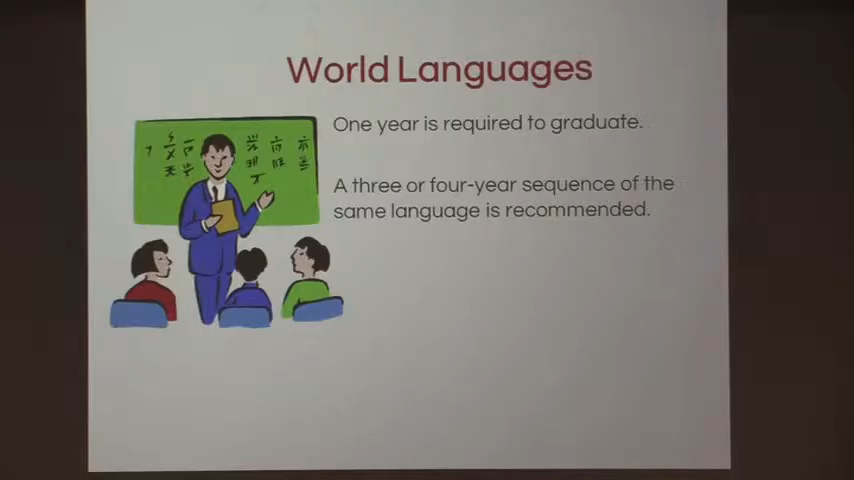 World Languages
One year is required to graduate.
A three or four-year sequence of the
same language is recommended.